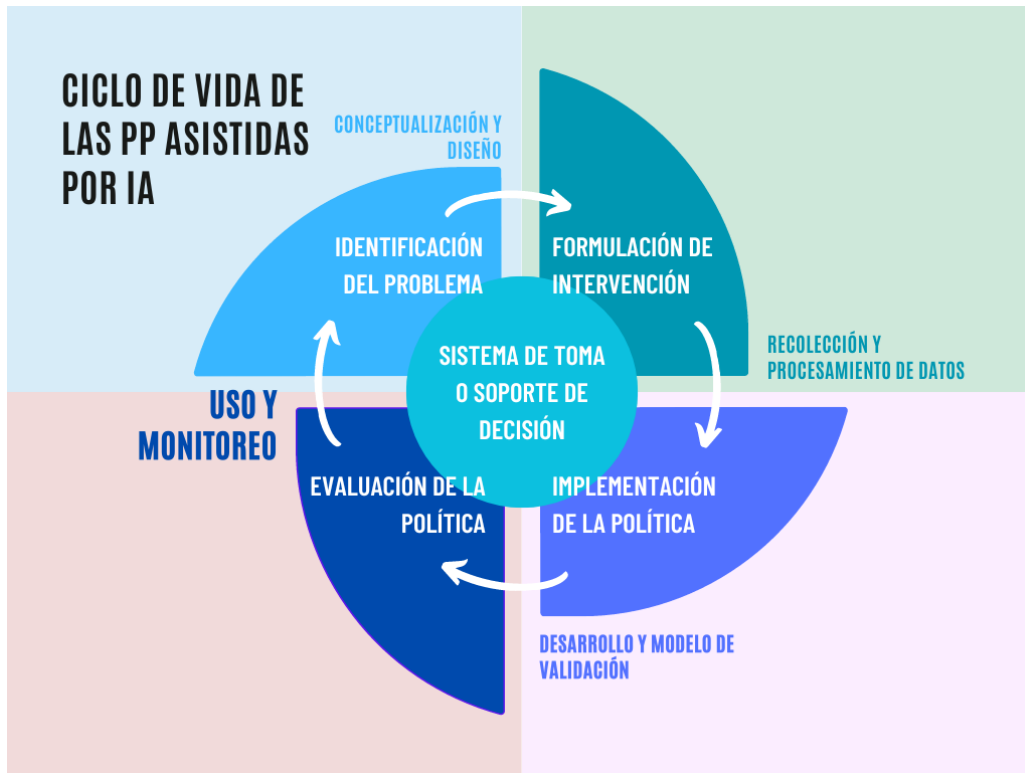 CICLO DE VIDA DE
LAS PP ASISTIDAS
POR IA
CONCEPTUALIZACIÓN Y
DISEÑO
IDENTIFICACIÓN
DEL PROBLEMA
FORMULACIÓN DE
INTERVENCIÓN
RECOLECCIÓN Y
PROCESAMIENTO DE DATOS
SISTEMA DE TOMA
O SOPORTE DE
DECISIÓN
USO Y
MONITOREO
EVALUACIÓN DE LA
POLÍTICA
IMPLEMENTACIÓN
DE LA POLÍTICA
DESARROLLO Y MODELO DE
VALIDACIÓN